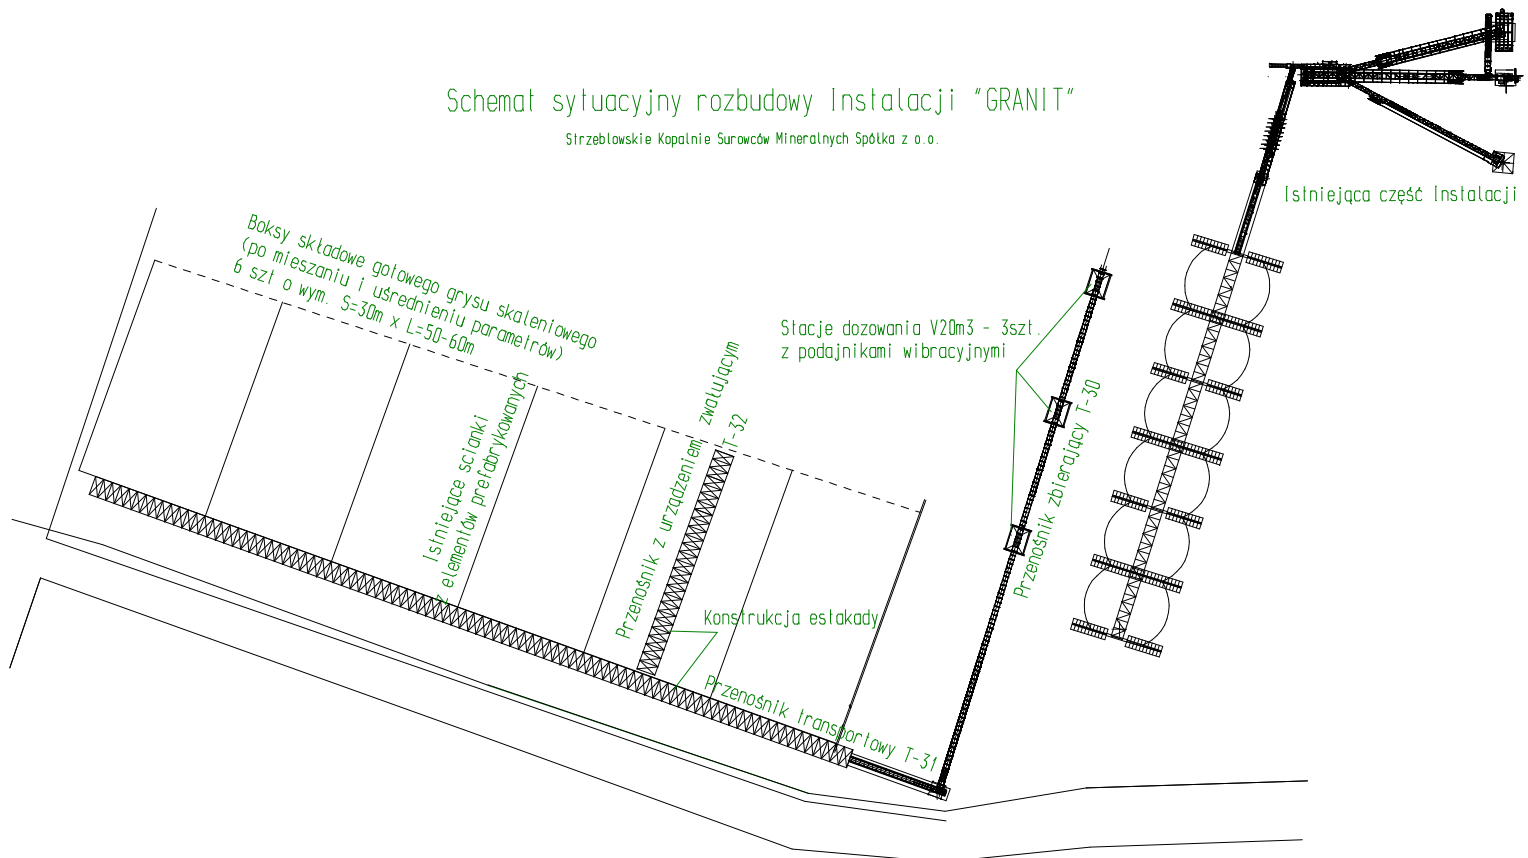 Schemat sytuacyjny rozbudowy Instalacji "GRANIT"
Strzeblowskie Kopalnie Surowców Mineralnych Spółka z o.o.
Istniejąca część Instalacji
Boksy składowe gotowego grysu skaleniowego
(po mieszaniu i uśrednieniu parametrów)
6 szt o wym. S=30m x L=50-60m
Stacje dozowania V20m3 - 3szt.
z podajnikami wibracyjnymi
Istniejące scianki
z elementów prefabrykowanych
Przenośnik z urządzeniem zwałującym
T-32
Przenośnik zbierający T-30
Konstrukcja estakady
Przenośnik transportowy T-31